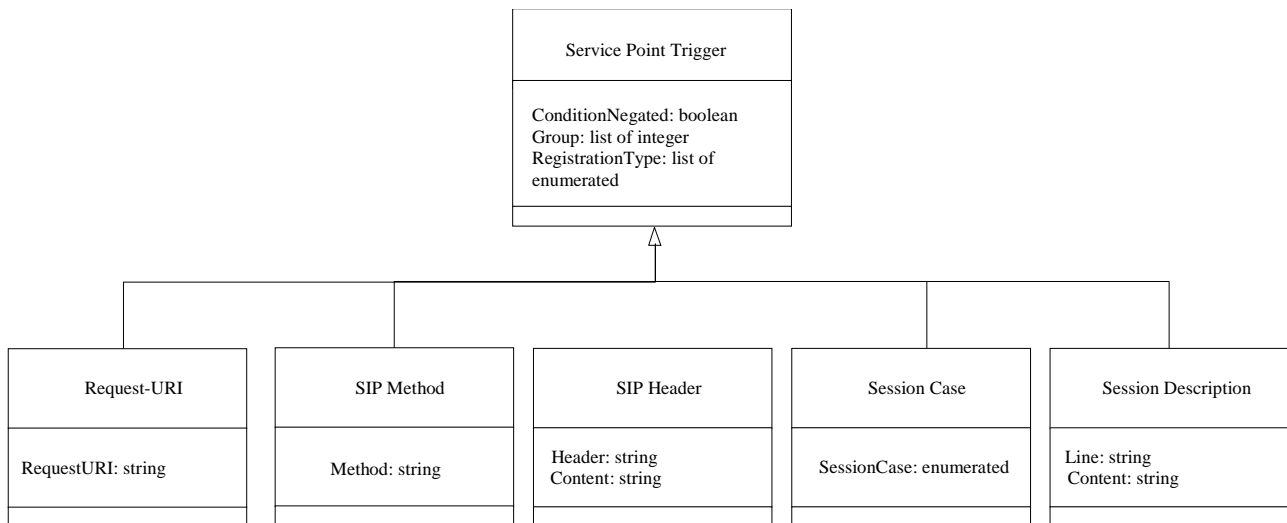 Service Point Trigger
ConditionNegated: boolean
Group: list of integer
RegistrationType: list of
enumerated
Request-URI
RequestURI: string
SIP Method
Method: string
SIP Header
Header: string
Content: string
Session Case
SessionCase: enumerated
Session Description
Line: string
Content: string